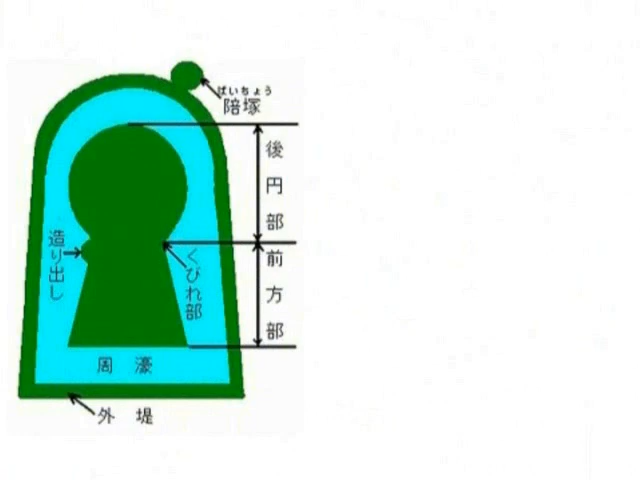 ばいちょう
陪塚
後円部
造り出し
くびれ部
前方部
周濠
外堤